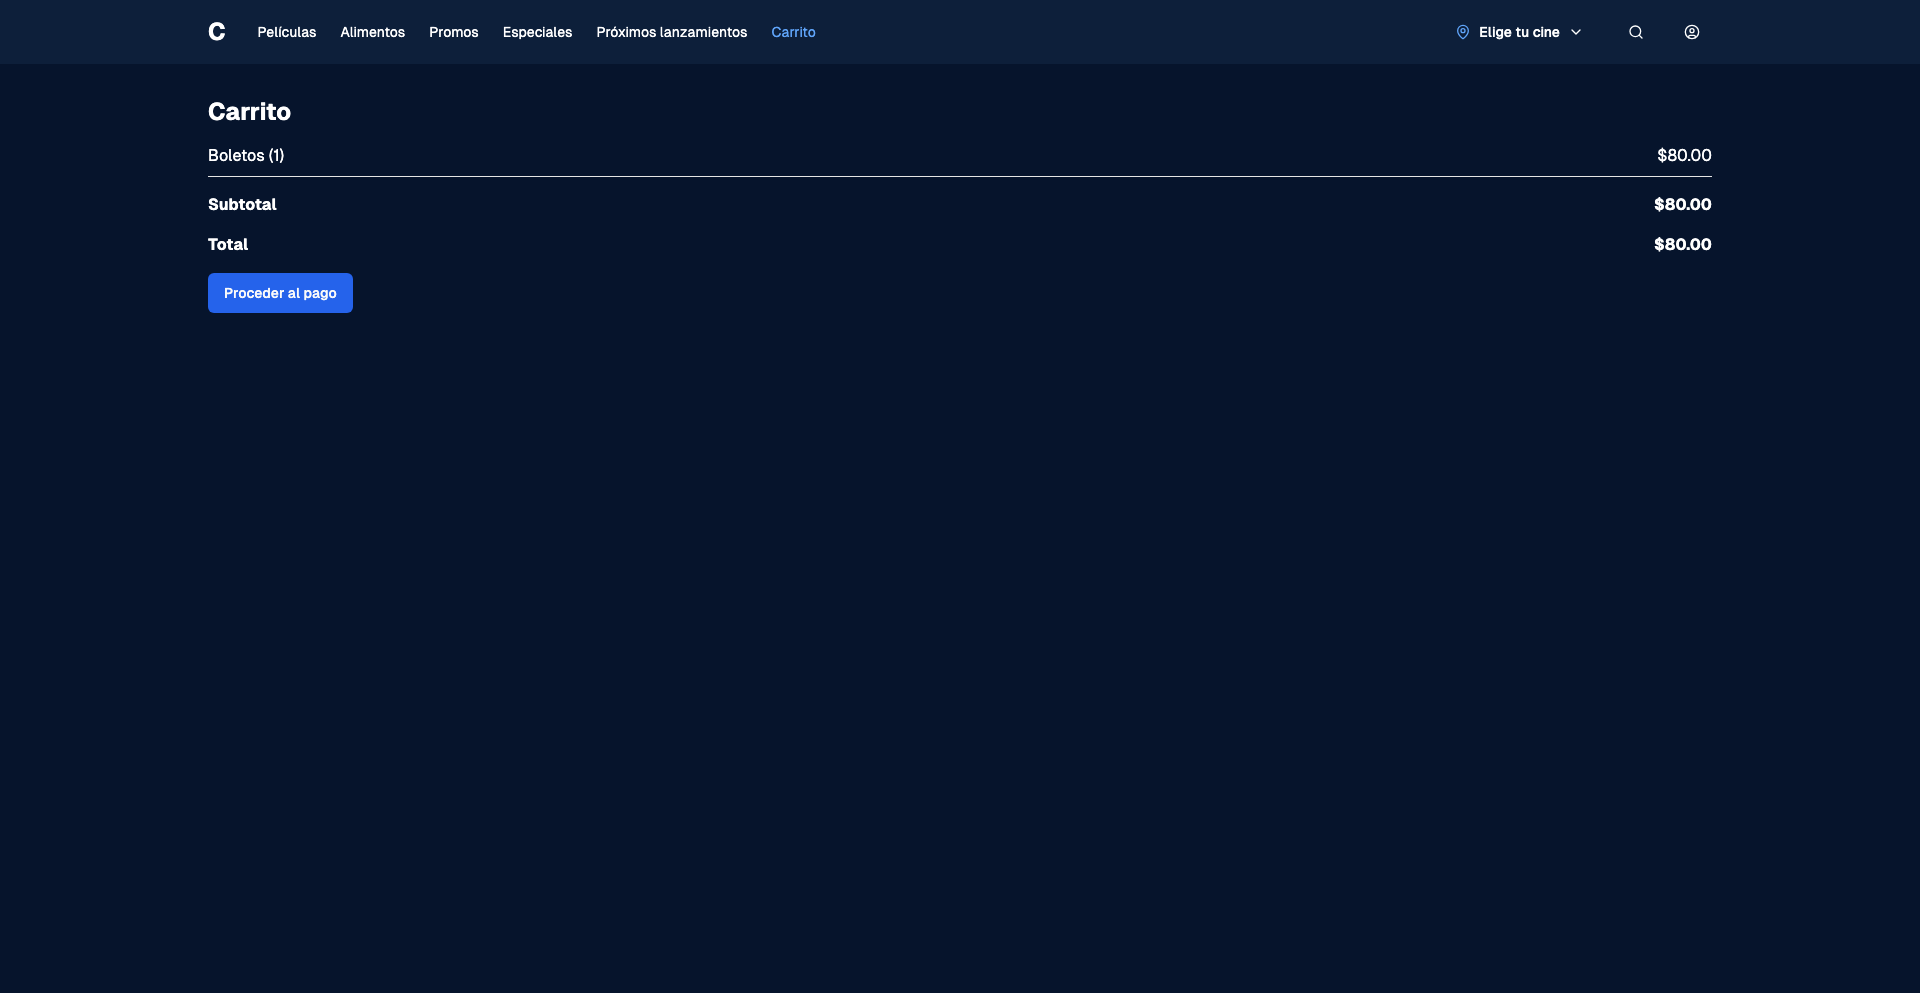 C Películas Alimentos Promos Especiales Próximos lanzamientos Carrito Elige tu cine
Carrito
Boletos (1) $80.00
Subtotal $80.00
Total $80.00
Proceder al pago